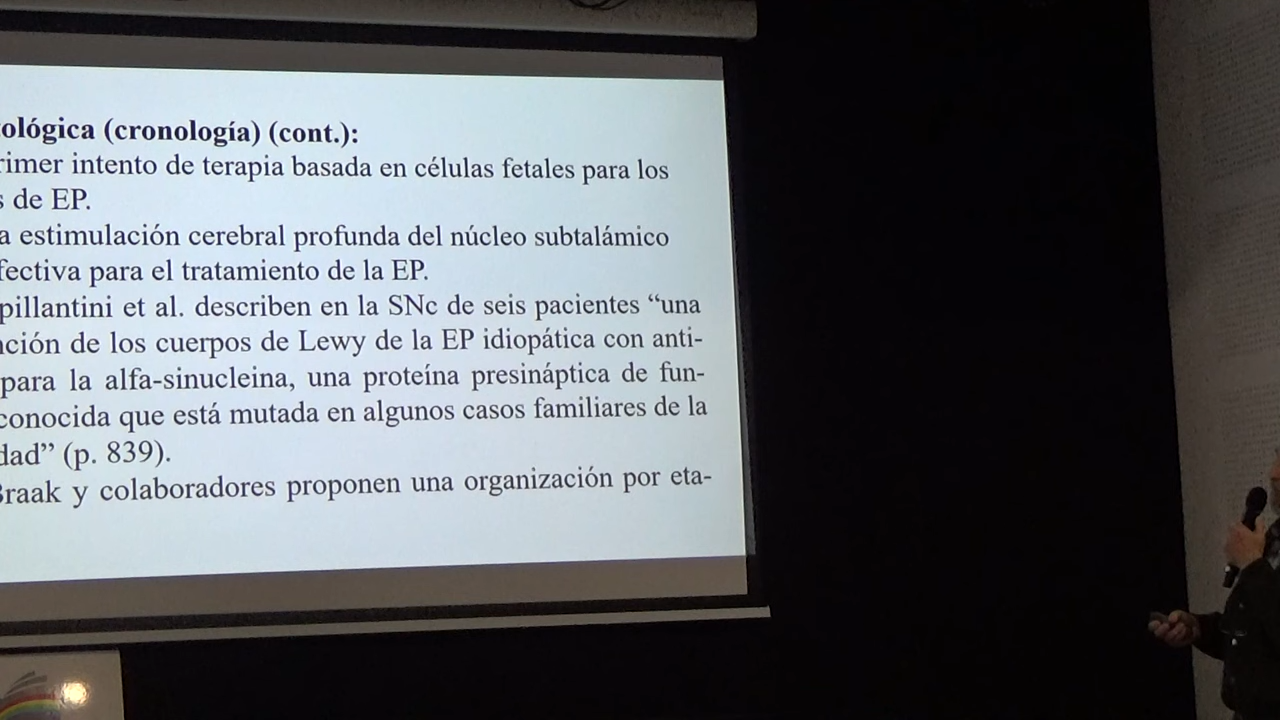 ológica (cronología) (cont.):
rimer intento de terapia basada en células fetales para los
s de EP.
a estimulación cerebral profunda del núcleo subtalámico
fectiva para el tratamiento de la EP.
pillantini et al. describen en la SNc de seis pacientes “una
ción de los cuerpos de Lewy de la EP idiopática con anti-
para la alfa-sinucleina, una proteína presináptica de fun-
conocida que está mutada en algunos casos familiares de la
dad” (p. 839).
Braak y colaboradores proponen una organización por eta-